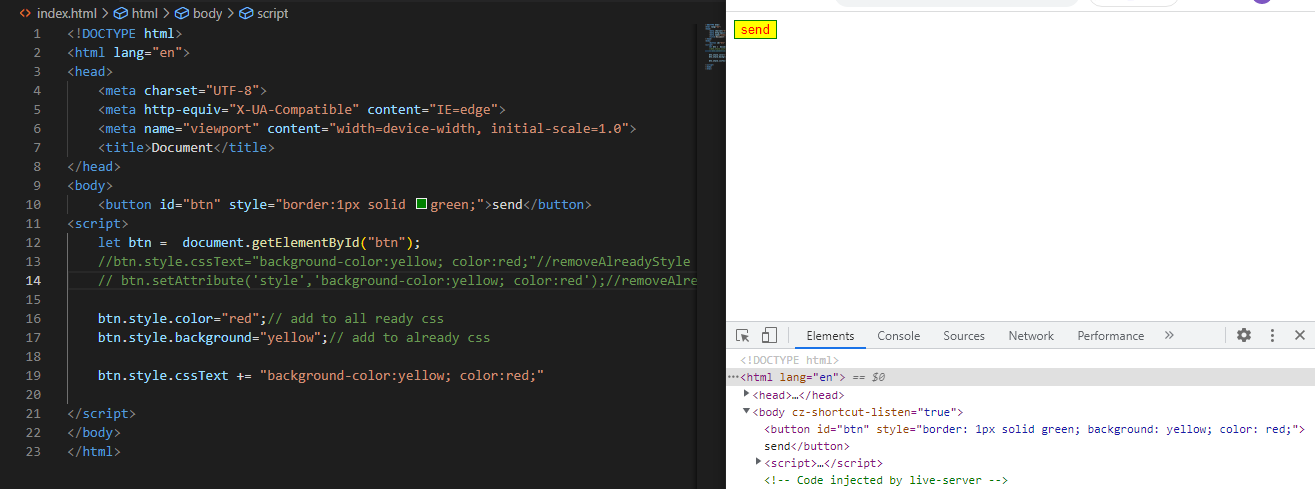 index.html > html > body > script
1 <!DOCTYPE html>
2 <html lang="en">
3 <head>
4 <meta charset="UTF-8">
5 <meta http-equiv="X-UA-Compatible" content="IE=edge">
6 <meta name="viewport" content="width=device-width, initial-scale=1.0">
7 <title>Document</title>
8 </head>
9 <body>
10 <button id="btn" style="border:1px solid green;">send</button>
11 <script>
12 let btn =  document.getElementById("btn");
13 //btn.style.cssText="background-color:yellow; color:red;"//removeAlreadyStyle
14 // btn.setAttribute('style','background-color:yellow; color:red');//removeAlre
15
16 btn.style.color="red";// add to all ready css
17 btn.style.background="yellow";// add to already css
18
19 btn.style.cssText += "background-color:yellow; color:red;"
20
21 </script>
22 </body>
23 </html>
send
Elements Console Sources Network Performance »
<!DOCTYPE html>
···<html lang="en"> == $0
<head>…</head>
<body cz-shortcut-listen="true">
<button id="btn" style="border: 1px solid green; background: yellow; color: red;">
send</button>
<script>…</script>
<!-- Code injected by live-server -->